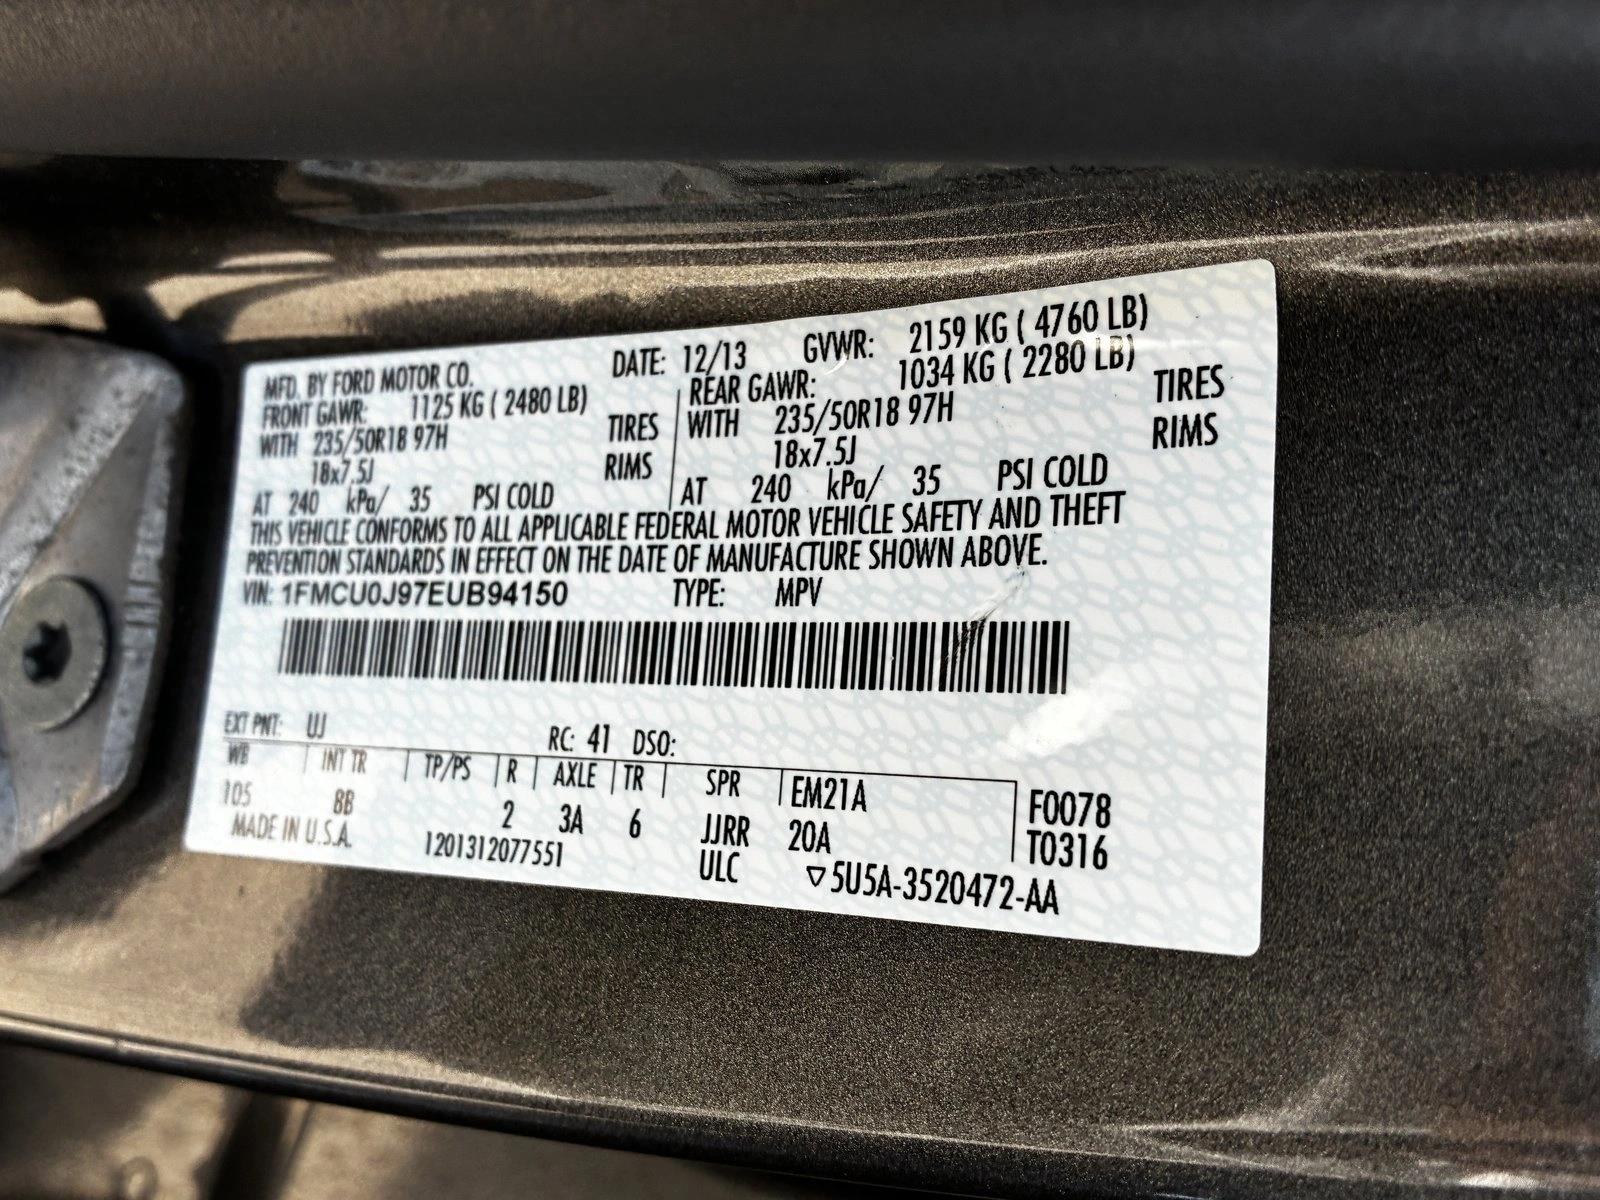 MFD. BY FORD MOTOR CO. DATE: 12/13 GVWR: 2159 KG ( 4760 LB)
FRONT GAWR: 1125 KG ( 2480 LB) REAR GAWR: 1034 KG ( 2280 LB)
WITH 235/50R18 97H TIRES WITH 235/50R18 97H TIRES
18x7.5J RIMS 18x7.5J RIMS
AT 240 kPa/ 35 PSI COLD AT 240 kPa/ 35 PSI COLD
THIS VEHICLE CONFORMS TO ALL APPLICABLE FEDERAL MOTOR VEHICLE SAFETY AND THEFT
PREVENTION STANDARDS IN EFFECT ON THE DATE OF MANUFACTURE SHOWN ABOVE.
VIN: 1FMCU0J97EUB94150 TYPE: MPV
EXT PNT: UJ RC: 41 DSO:
WB INT TR TP/PS R AXLE TR SPR EM21A F0078
105 BB 2 3A 6 JJRR 20A T0316
MADE IN U.S.A. 1201312077551 ULC ▽5U5A-3520472-AA